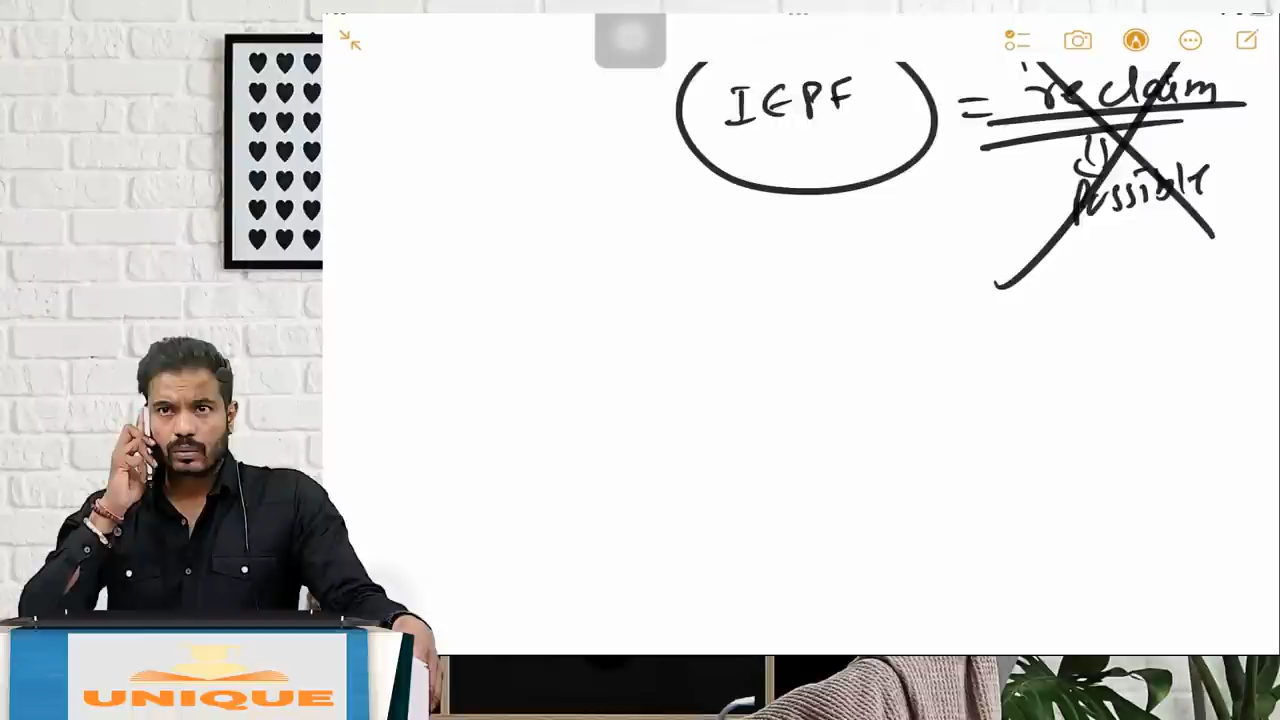 IEPF = reclaim
possible
UNIQUE